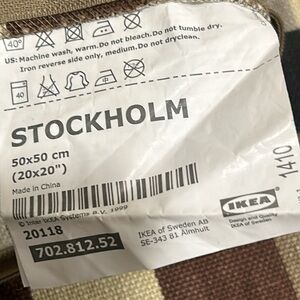 40°
US: Machine wash, warm.Do not bleach.Do not tumble dry.
Iron reverse side only, medium.Do not dryclean.
40
STOCKHOLM
50x50 cm
(20x20")
Made in China
© Inter IKEA Systems B.V. 1999
20118
702.812.52
IKEA of Sweden AB
SE-343 81 Älmhult
1410
IKEA
Design and Quality
IKEA of Sweden